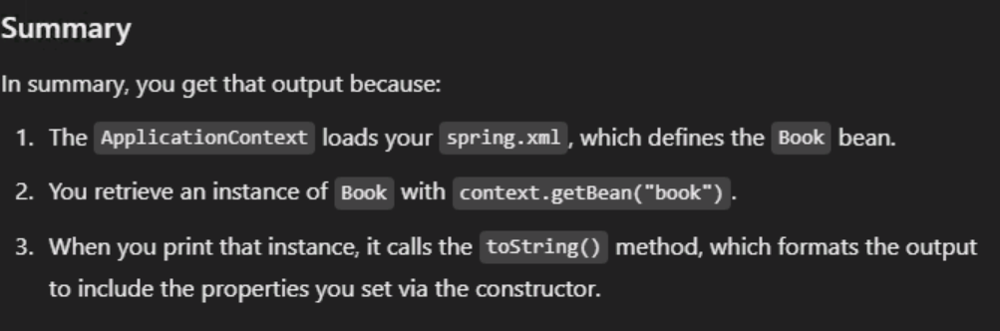 Summary
In summary, you get that output because:
1. The ApplicationContext loads your spring.xml, which defines the Book bean.
2. You retrieve an instance of Book with context.getBean("book").
3. When you print that instance, it calls the toString() method, which formats the output
to include the properties you set via the constructor.